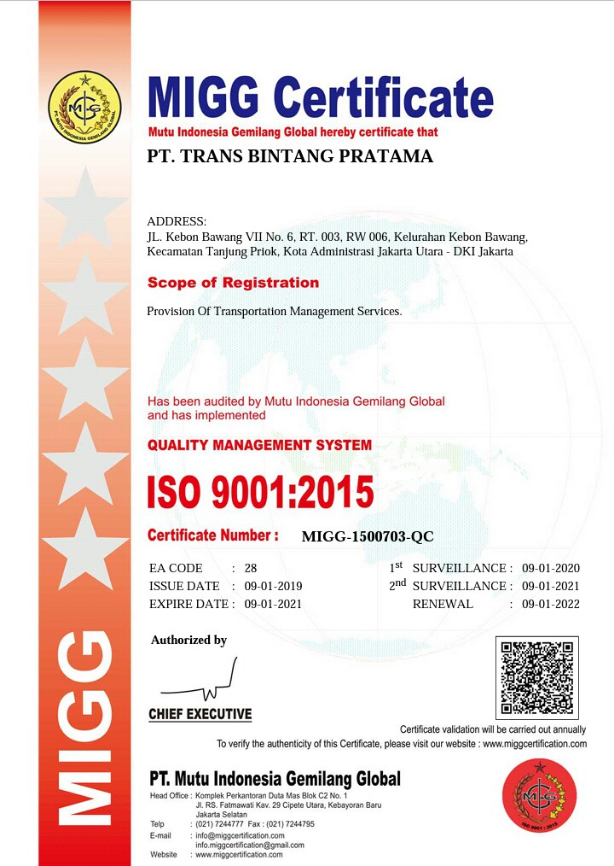 MIGG Certificate
Mutu Indonesia Gemilang Global hereby certificate that
PT. TRANS BINTANG PRATAMA
ADDRESS:
JL. Kebon Bawang VII No. 6, RT. 003, RW 006, Kelurahan Kebon Bawang,
Kecamatan Tanjung Priok, Kota Administrasi Jakarta Utara - DKI Jakarta
Scope of Registration
Provision Of Transportation Management Services.
Has been audited by Mutu Indonesia Gemilang Global
and has implemented
QUALITY MANAGEMENT SYSTEM
ISO 9001:2015
Certificate Number : MIGG-1500703-QC
EA CODE : 28
ISSUE DATE : 09-01-2019
EXPIRE DATE : 09-01-2021
1st SURVEILLANCE : 09-01-2020
2nd SURVEILLANCE : 09-01-2021
RENEWAL : 09-01-2022
Authorized by
CHIEF EXECUTIVE
Certificate validation will be carried out annually
To verify the authenticity of this Certificate, please visit our website : www.miggcertification.com
PT. Mutu Indonesia Gemilang Global
Head Office : Komplek Perkantoran Duta Mas Blok C2 No. 1
JL. RS. Fatmawati Kav. 29 Cipete Utara, Kebayoran Baru
Jakarta Selatan
Telp : (021) 7244777 Fax : (021) 7244795
E-mail : info@miggcertification.com
info.miggcertification@gmail.com
Website : www.miggcertification.com
MIGG
MIGG
PT. MUTU INDONESIA GEMILANG GLOBAL
MIGG
ISO 9001 : 2015